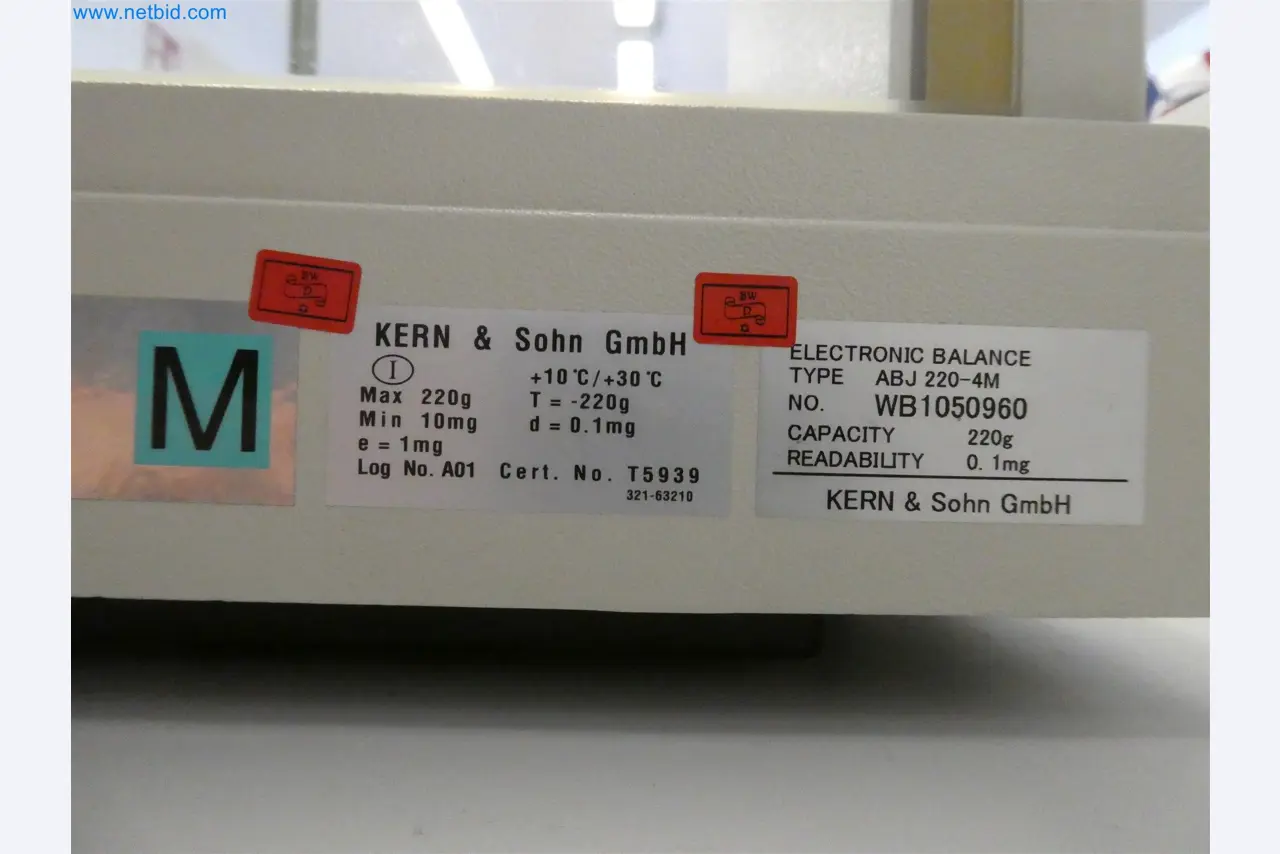 www.netbid.com
BW
D
BW
D
M
KERN & Sohn GmbH
I
+10°C/+30°C
Max 220g
T = -220g
Min 10mg
d = 0.1mg
e = 1mg
Log No. A01 Cert. No. T5939
321-63210
ELECTRONIC BALANCE
TYPE ABJ 220-4M
NO. WB1050960
CAPACITY 220g
READABILITY 0.1mg
KERN & Sohn GmbH